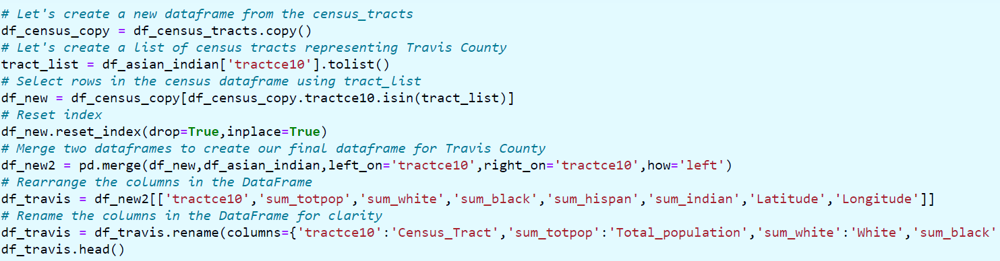 # Let's create a new dataframe from the census_tracts
df_census_copy = df_census_tracts.copy()
# Let's create a list of census tracts representing Travis County
tract_list = df_asian_indian['tractce10'].tolist()
# Select rows in the census dataframe using tract_list
df_new = df_census_copy[df_census_copy.tractce10.isin(tract_list)]
# Reset index
df_new.reset_index(drop=True,inplace=True)
# Merge two dataframes to create our final dataframe for Travis County
df_new2 = pd.merge(df_new,df_asian_indian,left_on='tractce10',right_on='tractce10',how='left')
# Rearrange the columns in the DataFrame
df_travis = df_new2[['tractce10','sum_totpop','sum_white','sum_black','sum_hispan','sum_indian','Latitude','Longitude']]
# Rename the columns in the DataFrame for clarity
df_travis = df_travis.rename(columns={'tractce10':'Census_Tract','sum_totpop':'Total_population','sum_white':'White','sum_black'
df_travis.head()